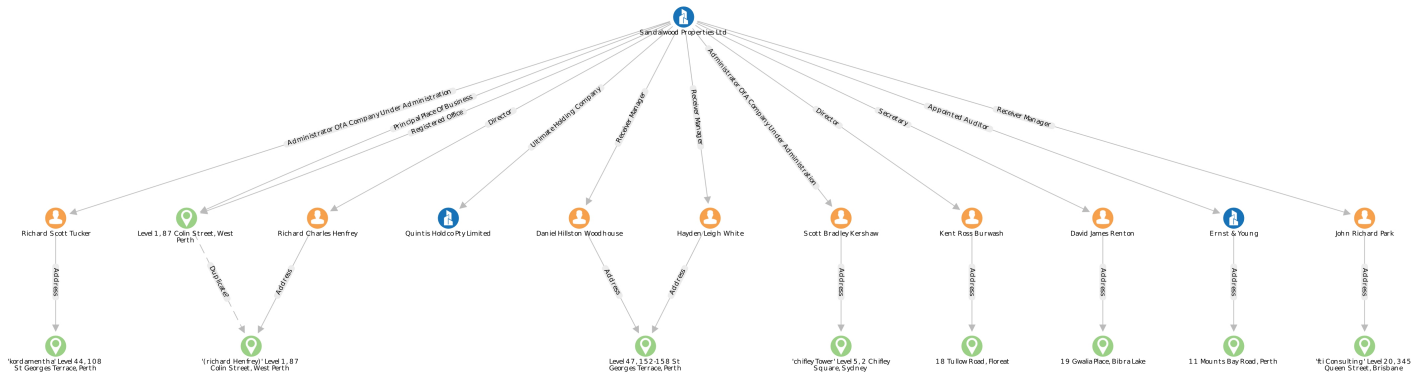 Sandalwood Properties Ltd
Administrator Of A Company Under Administration
Principal Place Of Business
Registered Office
Director
Ultimate Holding Company
Receiver Manager
Receiver Manager
Administrator Of A Company Under Administration
Director
Secretary
Appointed Auditor
Receiver Manager
Richard Scott Tucker
Level 1, 87 Colin Street, West
Perth
Richard Charles Henfrey
Quintis Holdco Pty Limited
Daniel Hillston Woodhouse
Hayden Leigh White
Scott Bradley Kershaw
Kent Ross Burwash
David James Renton
Ernst & Young
John Richard Park
Address
Duplicate?
Address
Address
Address
Address
Address
Address
Address
Address
'kordamentha' Level 44, 108
St Georges Terrace, Perth
'(richard Henfrey)' Level 1, 87
Colin Street, West Perth
Level 47, 152-158 St
Georges Terrace, Perth
'chifley Tower' Level 5, 2 Chifley
Square, Sydney
18 Tullow Road, Floreat
19 Gwalia Place, Bibra Lake
11 Mounts Bay Road, Perth
'fti Consulting' Level 20, 345
Queen Street, Brisbane